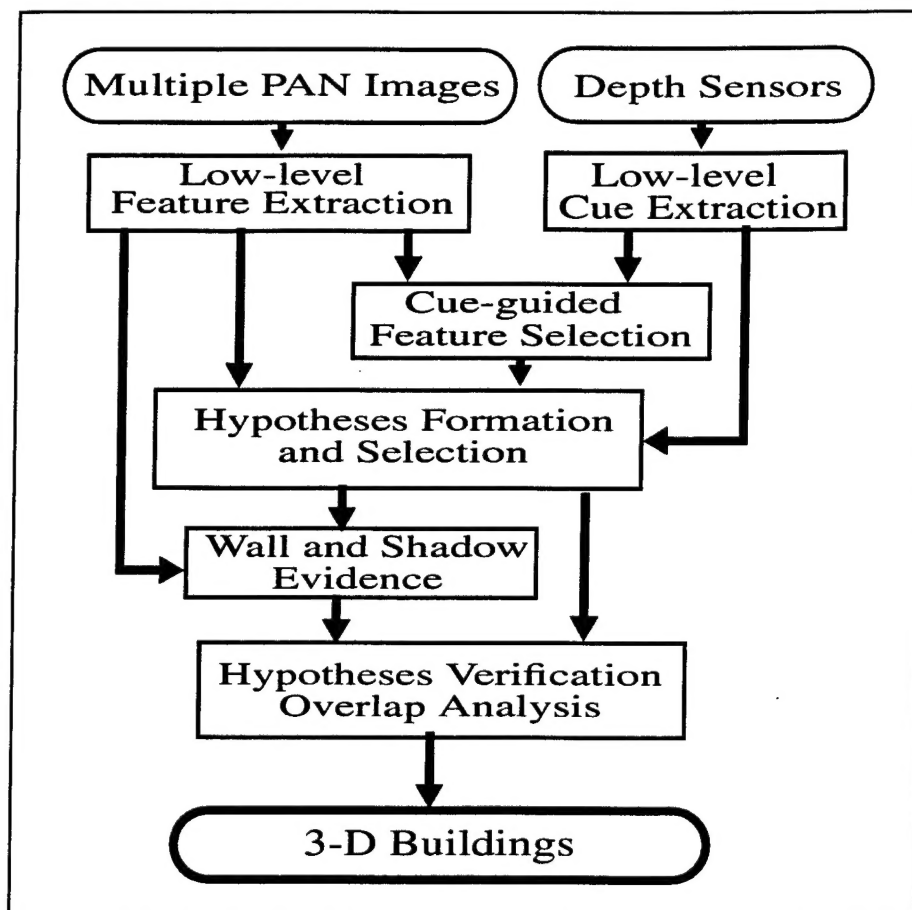 Multiple PAN Images
Depth Sensors
Low-level
Feature Extraction
Low-level
Cue Extraction
Cue-guided
Feature Selection
Hypotheses Formation
and Selection
Wall and Shadow
Evidence
Hypotheses Verification
Overlap Analysis
3-D Buildings